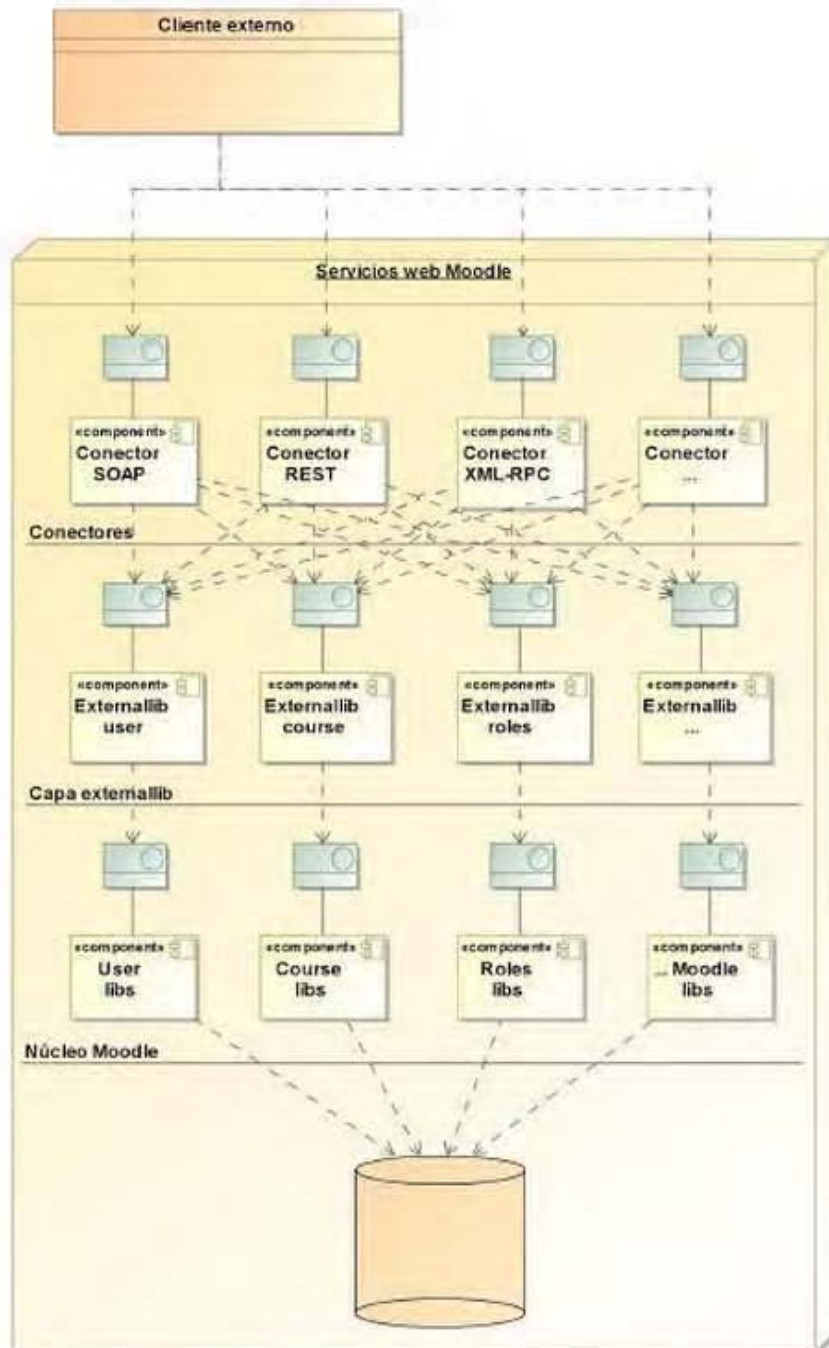 Cliente externo
Servicios web Moodle
«component»
Conector
SOAP
«component»
Conector
REST
«component»
Conector
XML-RPC
«component»
Conector
...
Conectores
«component»
Externallib
user
«component»
Externallib
course
«component»
Externallib
roles
«component»
Externallib
...
Capa externallib
«component»
User
libs
«component»
Course
libs
«component»
Roles
libs
«component»
... Moodle
libs
Núcleo Moodle